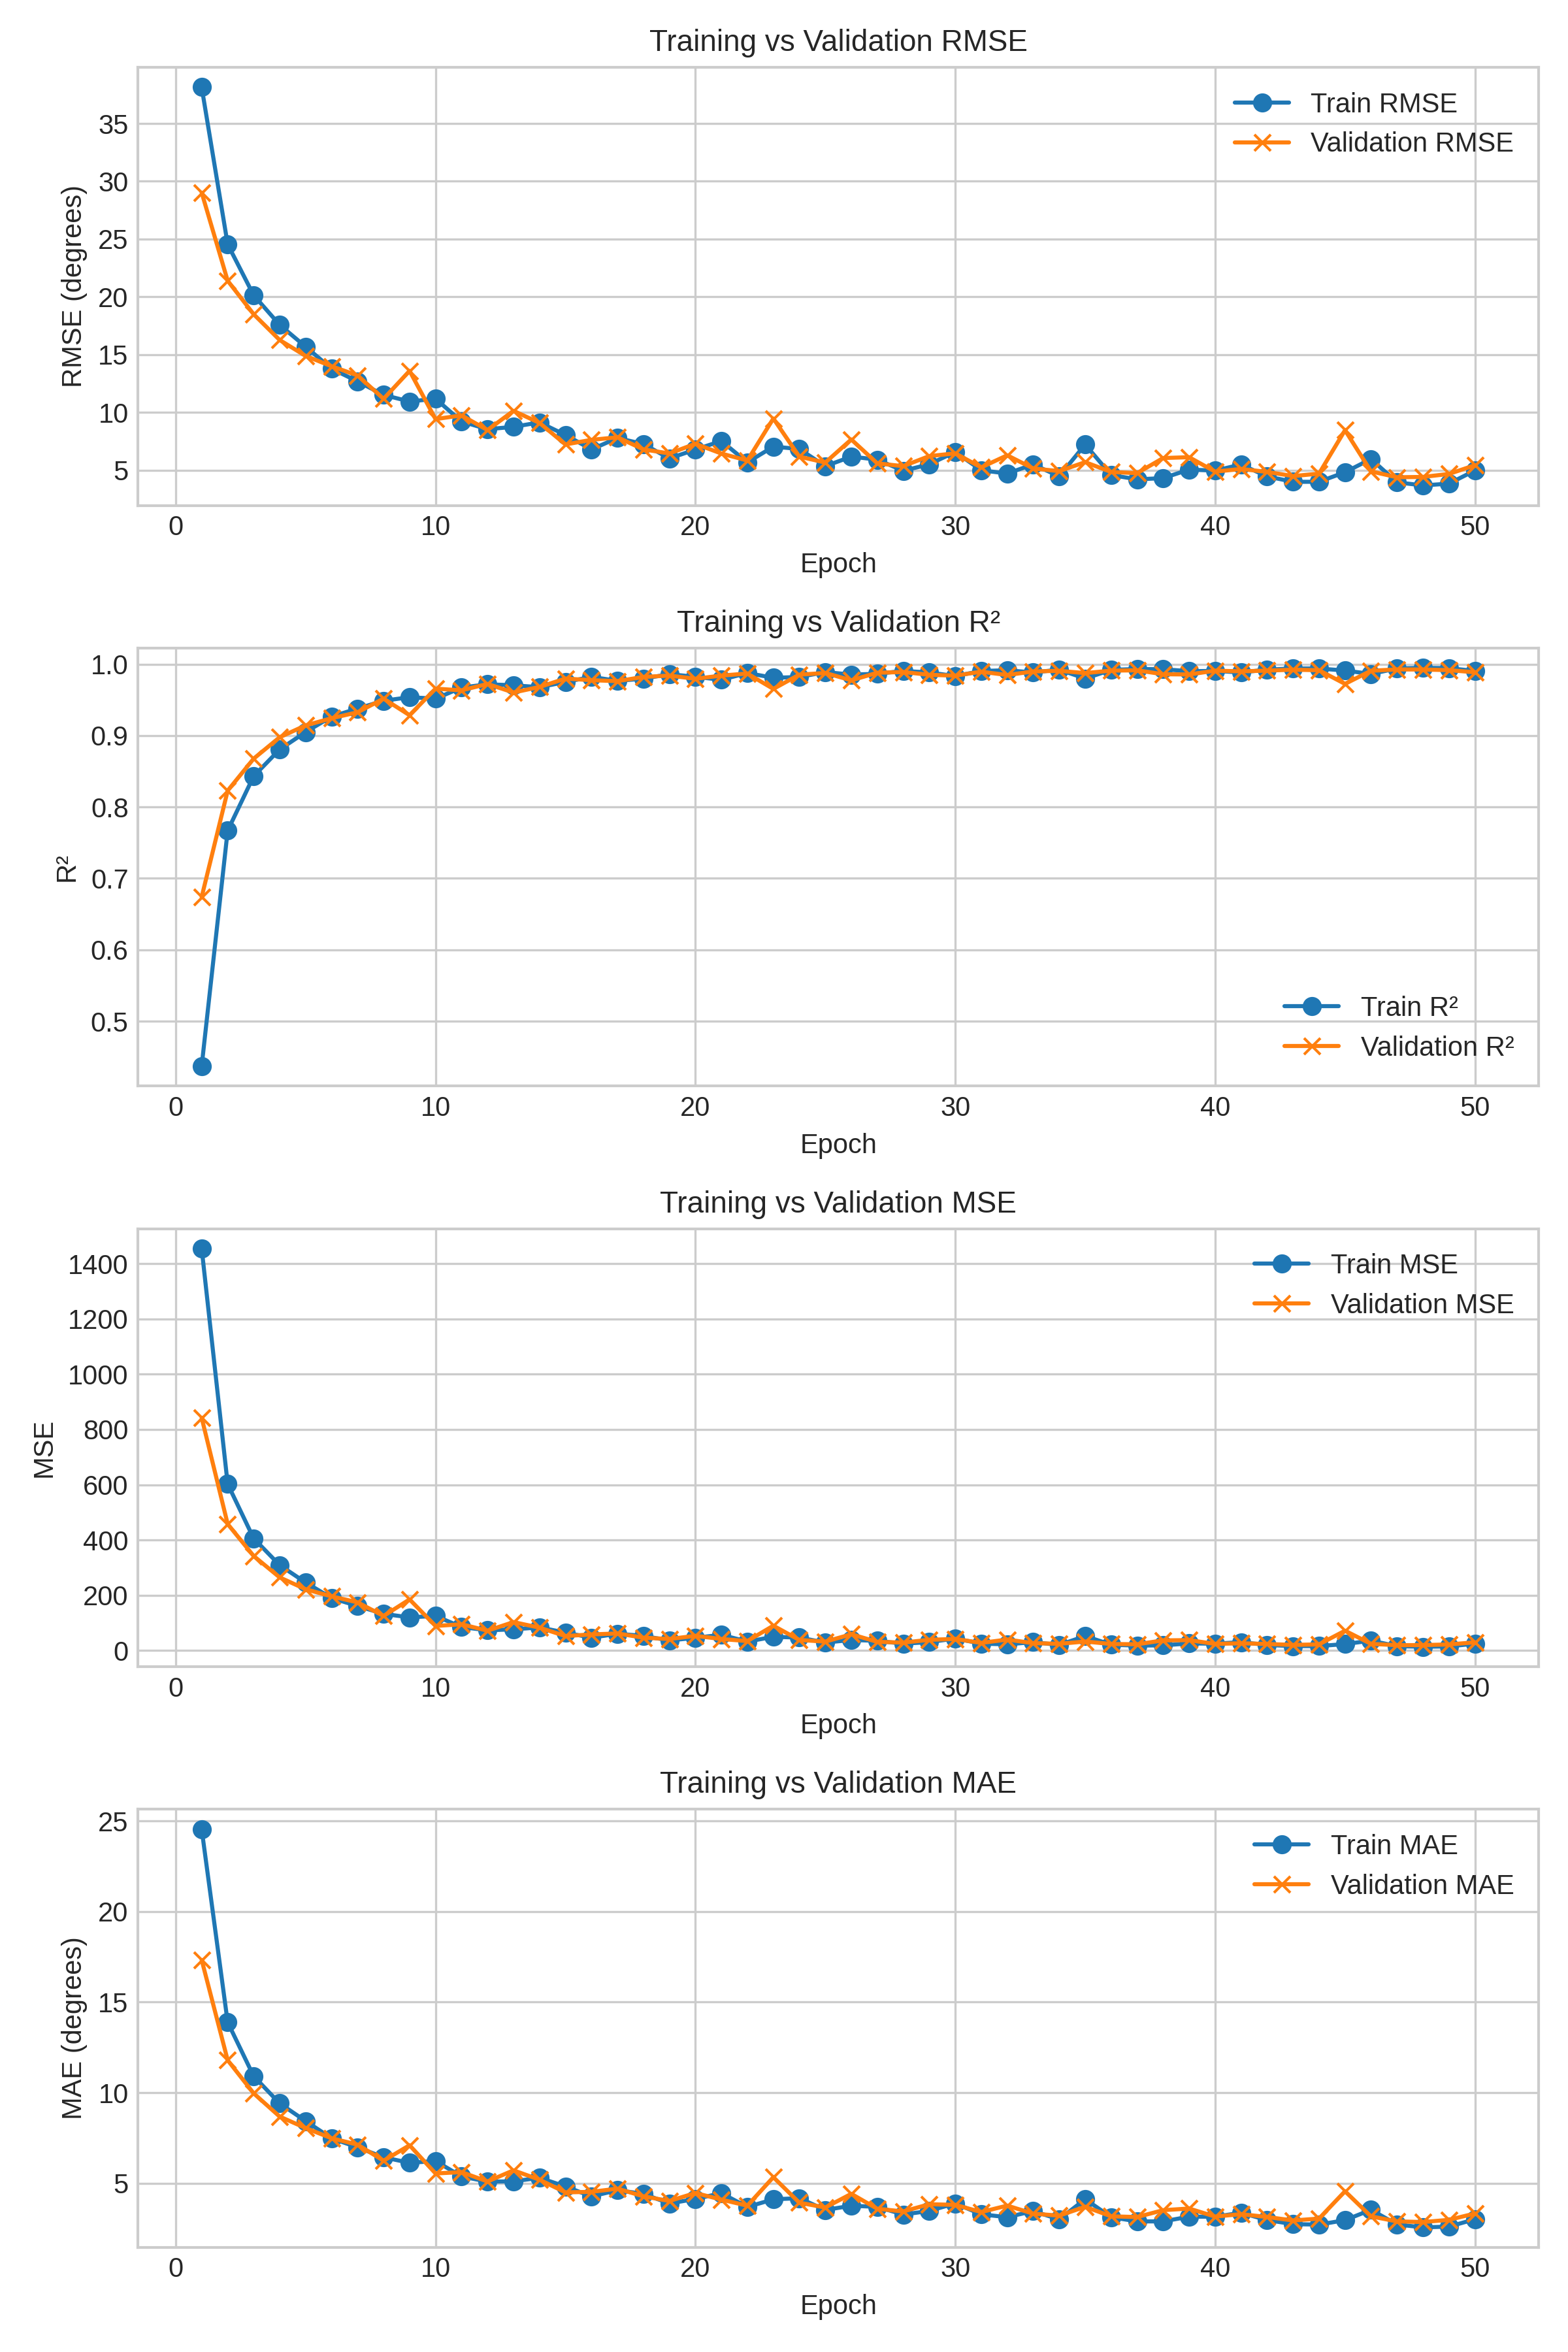 Training vs Validation RMSE
RMSE (degrees)
35
30
25
20
15
10
5
Train RMSE
Validation RMSE
0 10 20 30 40 50
Epoch
Training vs Validation R²
R²
1.0
0.9
0.8
0.7
0.6
0.5
Train R²
Validation R²
0 10 20 30 40 50
Epoch
Training vs Validation MSE
MSE
1400
1200
1000
800
600
400
200
0
Train MSE
Validation MSE
0 10 20 30 40 50
Epoch
Training vs Validation MAE
MAE (degrees)
25
20
15
10
5
Train MAE
Validation MAE
0 10 20 30 40 50
Epoch